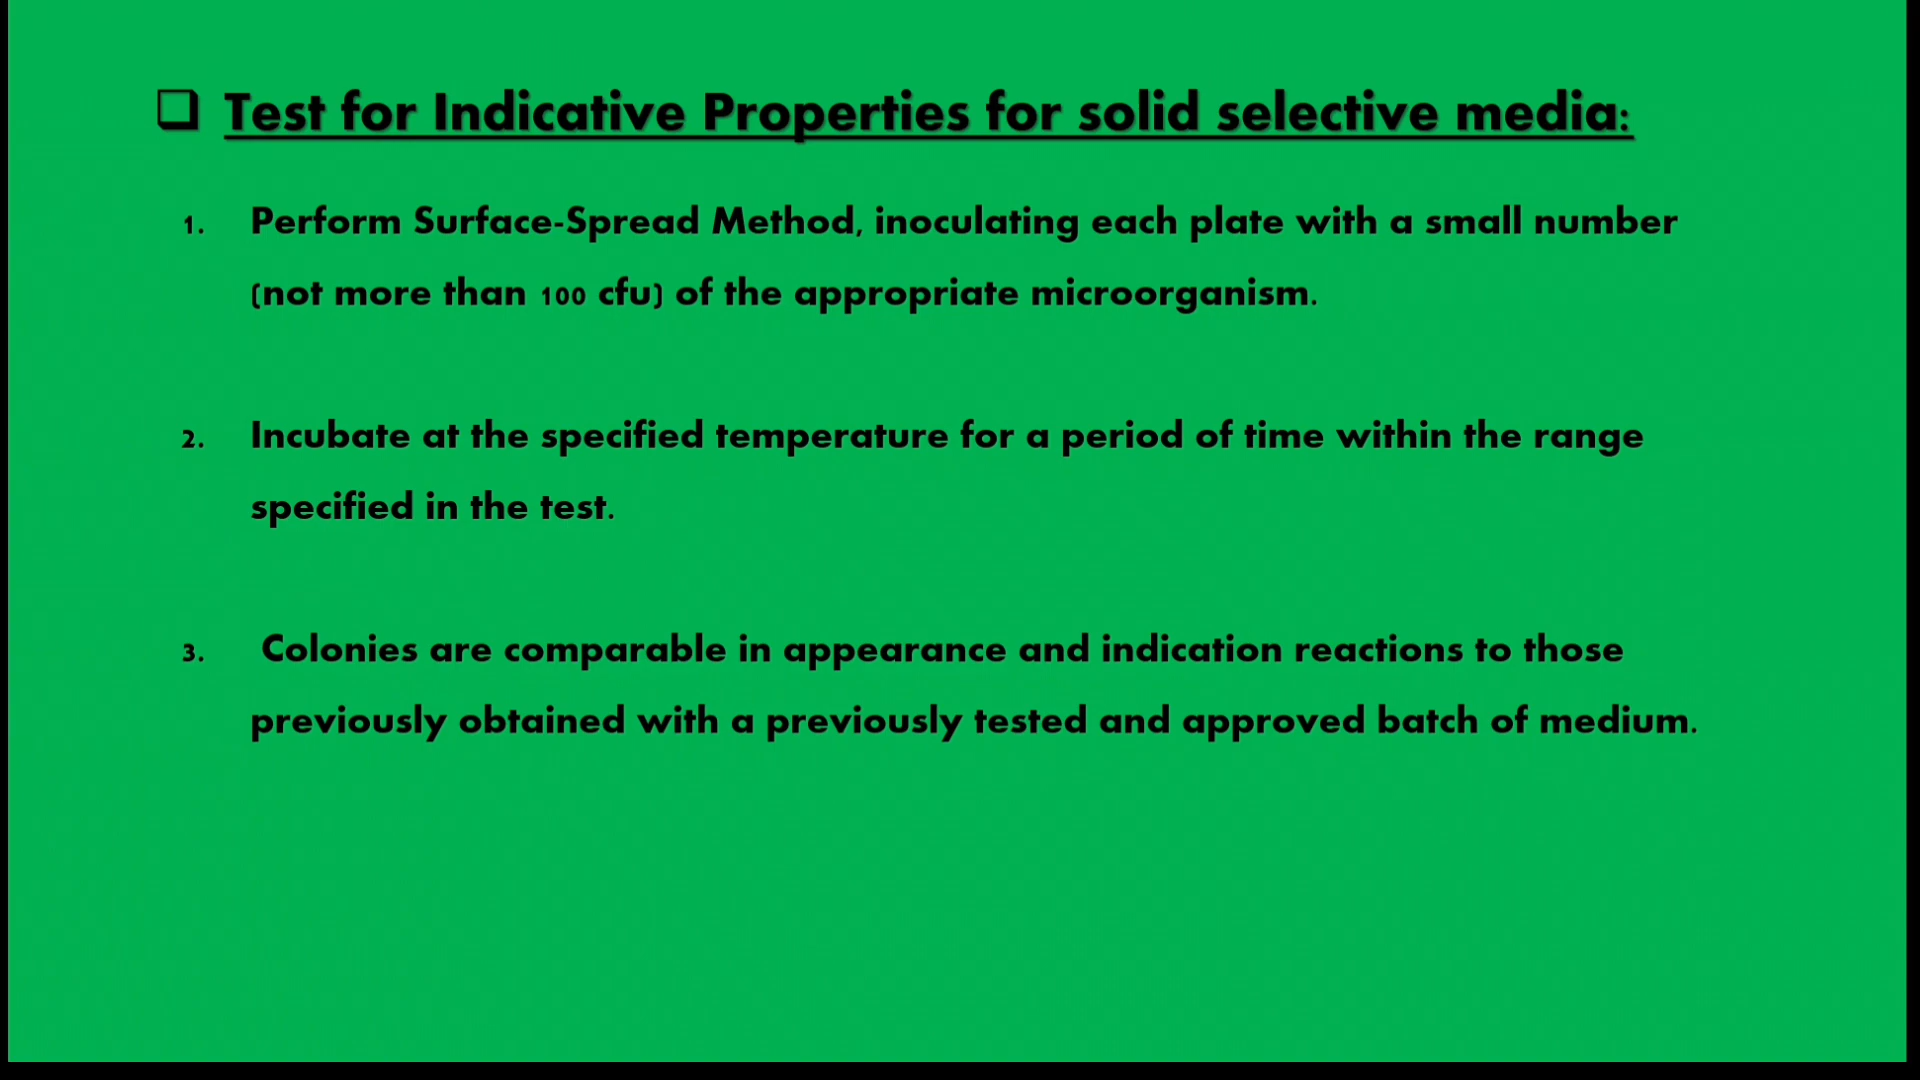 ❑ Test for Indicative Properties for solid selective media:
1. Perform Surface-Spread Method, inoculating each plate with a small number
(not more than 100 cfu) of the appropriate microorganism.
2. Incubate at the specified temperature for a period of time within the range
specified in the test.
3. Colonies are comparable in appearance and indication reactions to those
previously obtained with a previously tested and approved batch of medium.